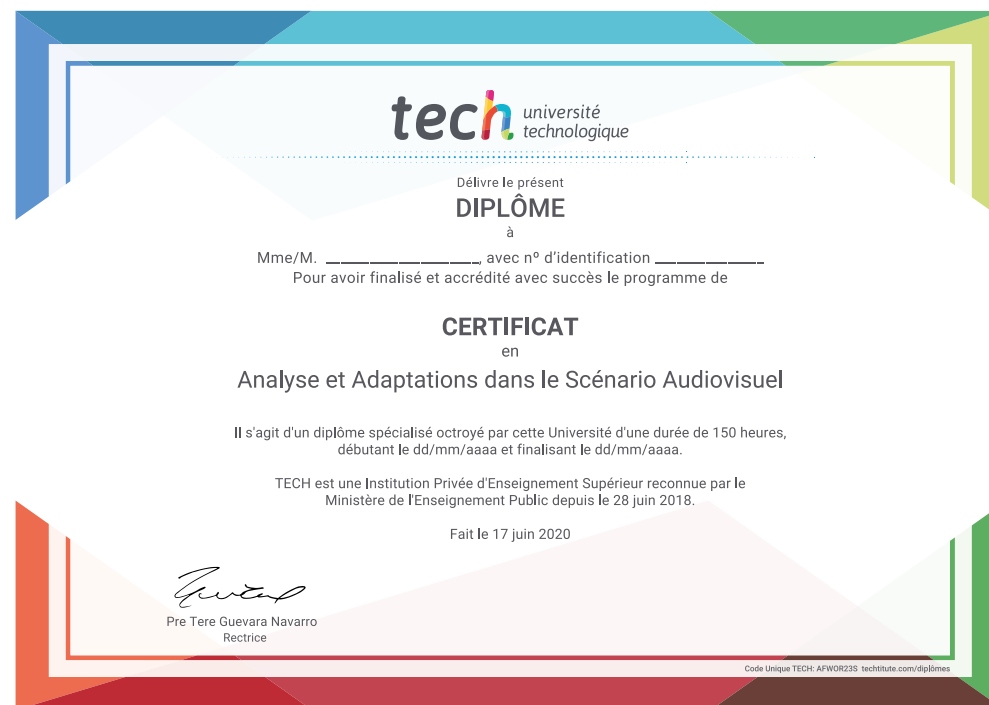 tech université
technologique
Délivre le présent
DIPLÔME
à
Mme/M. ____________________, avec nº d'identification ______________
Pour avoir finalisé et accrédité avec succès le programme de
CERTIFICAT
en
Analyse et Adaptations dans le Scénario Audiovisuel
Il s'agit d'un diplôme spécialisé octroyé par cette Université d'une durée de 150 heures,
débutant le dd/mm/aaaa et finalisant le dd/mm/aaaa.
TECH est une Institution Privée d'Enseignement Supérieur reconnue par le
Ministère de l'Enseignement Public depuis le 28 juin 2018.
Fait le 17 juin 2020
Pre Tere Guevara Navarro
Rectrice
Code Unique TECH: AFWOR23S techtitute.com/diplômes